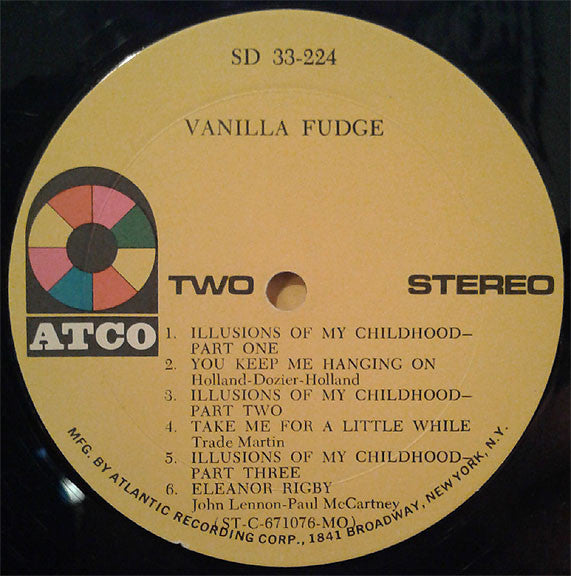 SD 33-224
VANILLA FUDGE
ATCO
TWO
STEREO
1. ILLUSIONS OF MY CHILDHOOD—
PART ONE
2. YOU KEEP ME HANGING ON
Holland-Dozier-Holland
3. ILLUSIONS OF MY CHILDHOOD—
PART TWO
4. TAKE ME FOR A LITTLE WHILE
Trade Martin
5. ILLUSIONS OF MY CHILDHOOD—
PART THREE
6. ELEANOR RIGBY
John Lennon-Paul McCartney
(ST-C-671076-MO)
MFG. BY ATLANTIC RECORDING CORP., 1841 BROADWAY, NEW YORK, N.Y.